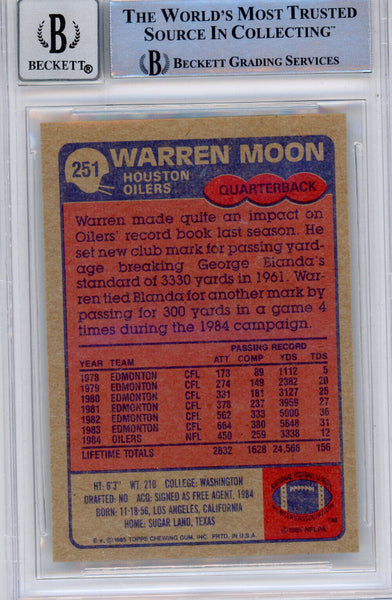 THE WORLD'S MOST TRUSTED
SOURCE IN COLLECTING™
B
BECKETT®
B BECKETT GRADING SERVICES
251
WARREN MOON
HOUSTON
OILERS
QUARTERBACK
Warren made quite an impact on
Oilers' record book last season. He
set new club mark for passing yard-
age breaking George Blanda's
standard of 3330 yards in 1961. War-
ren tied Blanda for another mark by
passing for 300 yards in a game 4
times during the 1984 campaign.
PASSING RECORD
YEAR TEAM ATT COMP YDS TDS
1978 EDMONTON CFL 173 89 1112 5
1979 EDMONTON CFL 274 149 2382 20
1980 EDMONTON CFL 331 181 3127 25
1981 EDMONTON CFL 378 237 3959 27
1982 EDMONTON CFL 562 333 5000 36
1983 EDMONTON CFL 664 380 5648 31
1984 OILERS NFL 450 259 3338 12
LIFETIME TOTALS 2832 1628 24,566 156
HT: 6'3" WT: 210 COLLEGE: WASHINGTON
DRAFTED: NO ACQ: SIGNED AS FREE AGENT, 1984
BORN: 11-18-56, LOS ANGELES, CALIFORNIA
HOME: SUGAR LAND, TEXAS
© 1985 TOPPS CHEWING GUM, INC. PRTD. IN U.S.A.
TM
© 1985 NFLPA